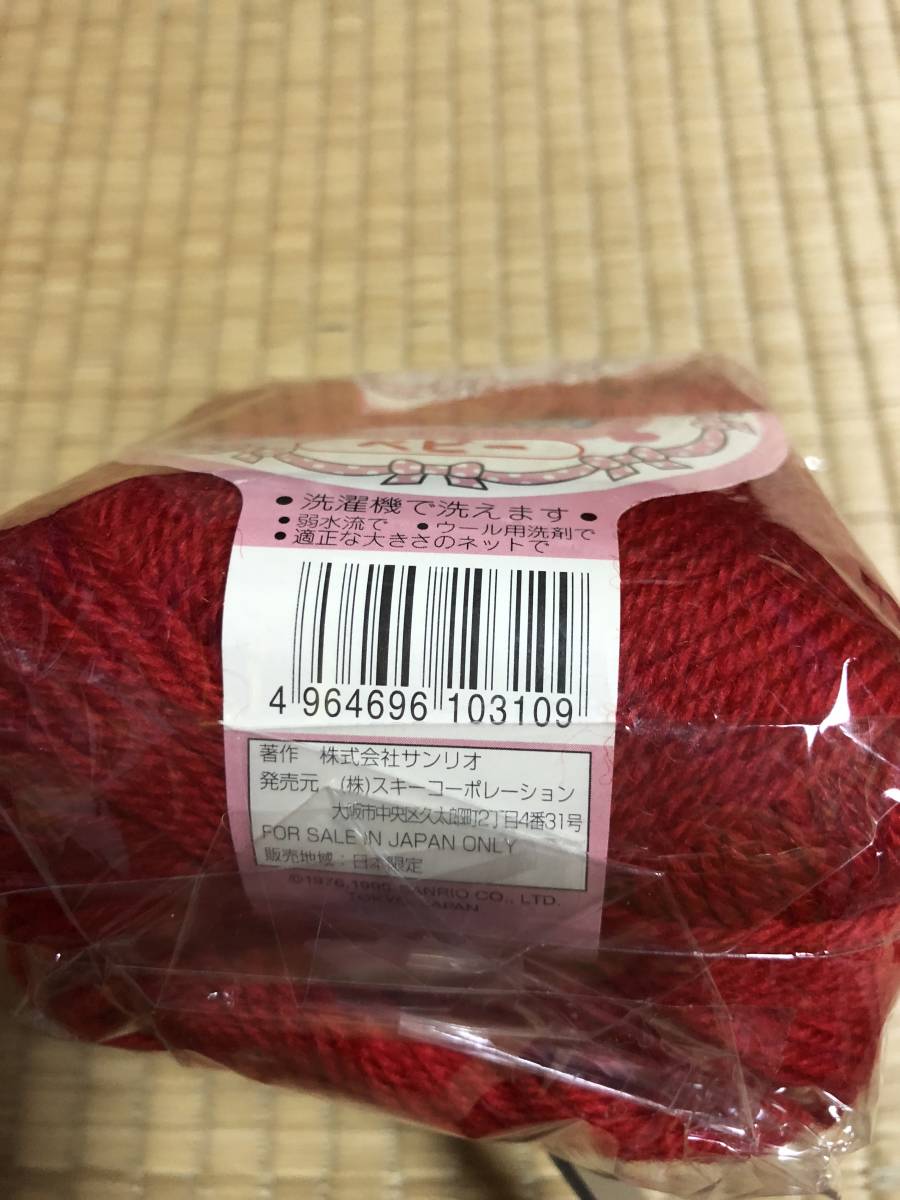 ベビー
●洗濯機で洗えます●
●弱水流で ●ウール用洗剤で
●適正な大きさのネットで
4 964696 103109
著作 株式会社サンリオ
発売元 (株)スキーコーポレーション
大阪市中央区久太郎町2丁目4番31号
FOR SALE IN JAPAN ONLY
販売地域：日本限定
©1976,1995 SANRIO CO., LTD.
TOKYO, JAPAN